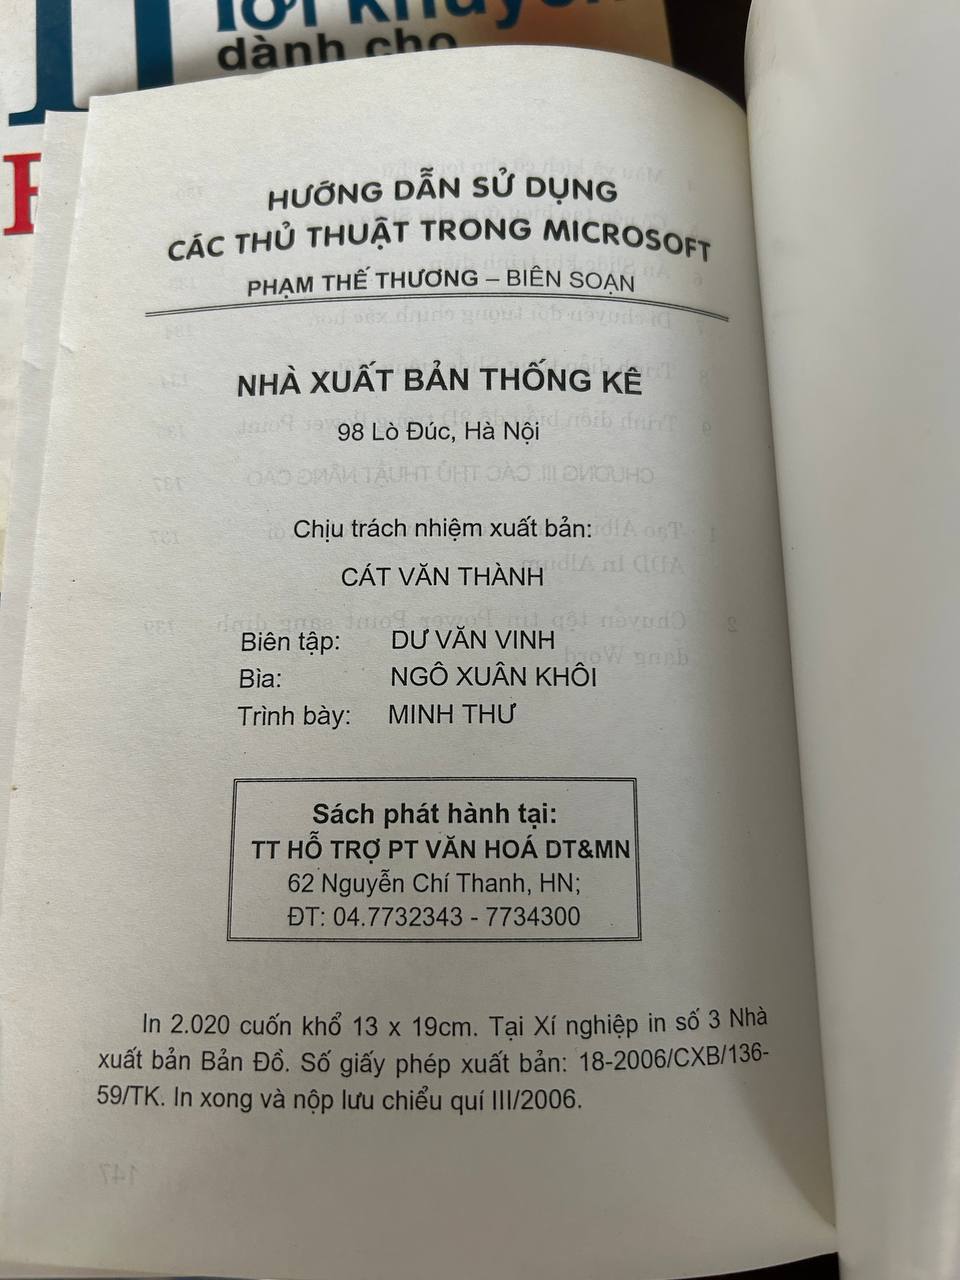 lời khuyên
dành cho
HƯỚNG DẪN SỬ DỤNG
CÁC THỦ THUẬT TRONG MICROSOFT
PHẠM THẾ THƯƠNG – BIÊN SOẠN
NHÀ XUẤT BẢN THỐNG KÊ
98 Lò Đúc, Hà Nội
Chịu trách nhiệm xuất bản:
CÁT VĂN THÀNH
Biên tập: DƯ VĂN VINH
Bìa: NGÔ XUÂN KHÔI
Trình bày: MINH THƯ
Sách phát hành tại:
TT HỖ TRỢ PT VĂN HOÁ DT&MN
62 Nguyễn Chí Thanh, HN;
ĐT: 04.7732343 - 7734300
In 2.020 cuốn khổ 13 x 19cm. Tại Xí nghiệp in số 3 Nhà
xuất bản Bản Đồ. Số giấy phép xuất bản: 18-2006/CXB/136-
59/TK. In xong và nộp lưu chiểu quí III/2006.
147